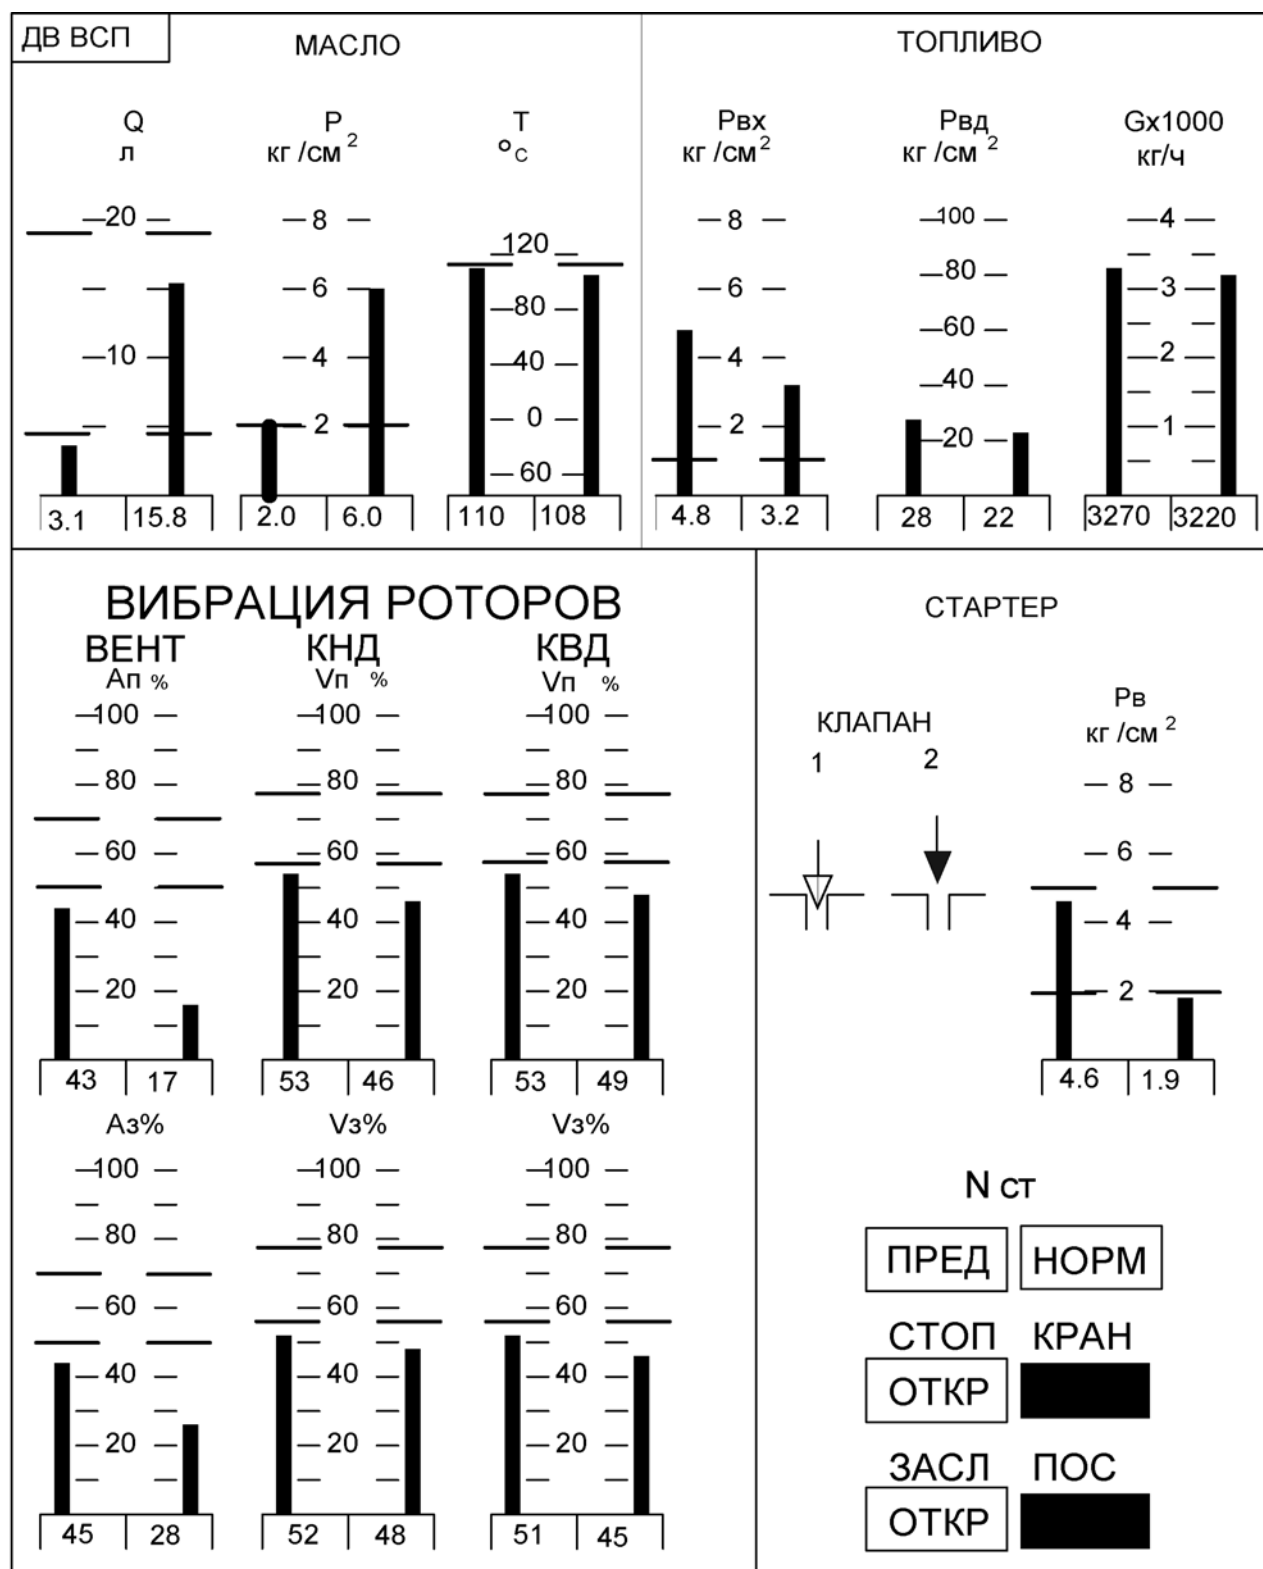 ДВ ВСП
МАСЛО
ТОПЛИВО
Q P T Рвх Рвд Gх1000
л кг /см 2 °С кг /см 2 кг /см 2 кг/ч
20 8 120 8 100 4
6 80 6 80 3
10 4 40 4 60 2
2 0 2 40 1
60 20
3.1 15.8 2.0 6.0 110 108 4.8 3.2 28 22 3270 3220
ВИБРАЦИЯ РОТОРОВ
ВЕНТ КНД КВД
Ап % Vп % Vп %
100 100 100
80 80 80
60 60 60
40 40 40
20 20 20
43 17 53 46 53 49
Аз% Vз% Vз%
100 100 100
80 80 80
60 60 60
40 40 40
20 20 20
45 28 52 48 51 45
СТАРТЕР
КЛАПАН
1 2
Рв
кг /см 2
8
6
4
2
4.6 1.9
N ст
ПРЕД НОРМ
СТОП КРАН
ОТКР
ЗАСЛ ПОС
ОТКР